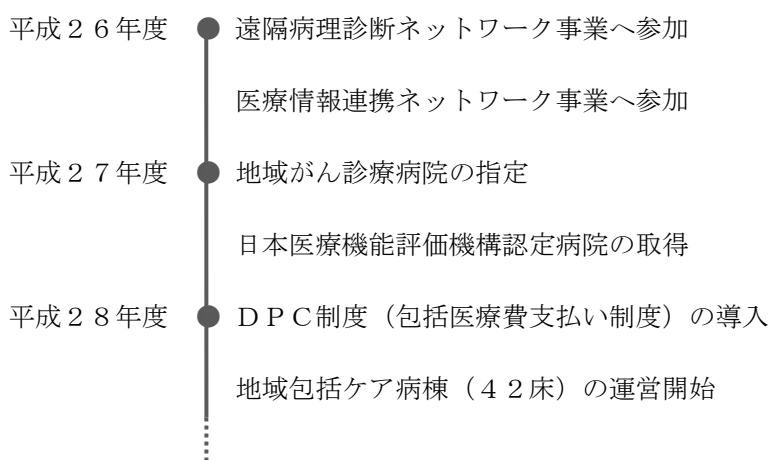 平成２６年度 遠隔病理診断ネットワーク事業へ参加
医療情報連携ネットワーク事業へ参加
平成２７年度 地域がん診療病院の指定
日本医療機能評価機構認定病院の取得
平成２８年度 ＤＰＣ制度（包括医療費支払い制度）の導入
地域包括ケア病棟（４２床）の運営開始